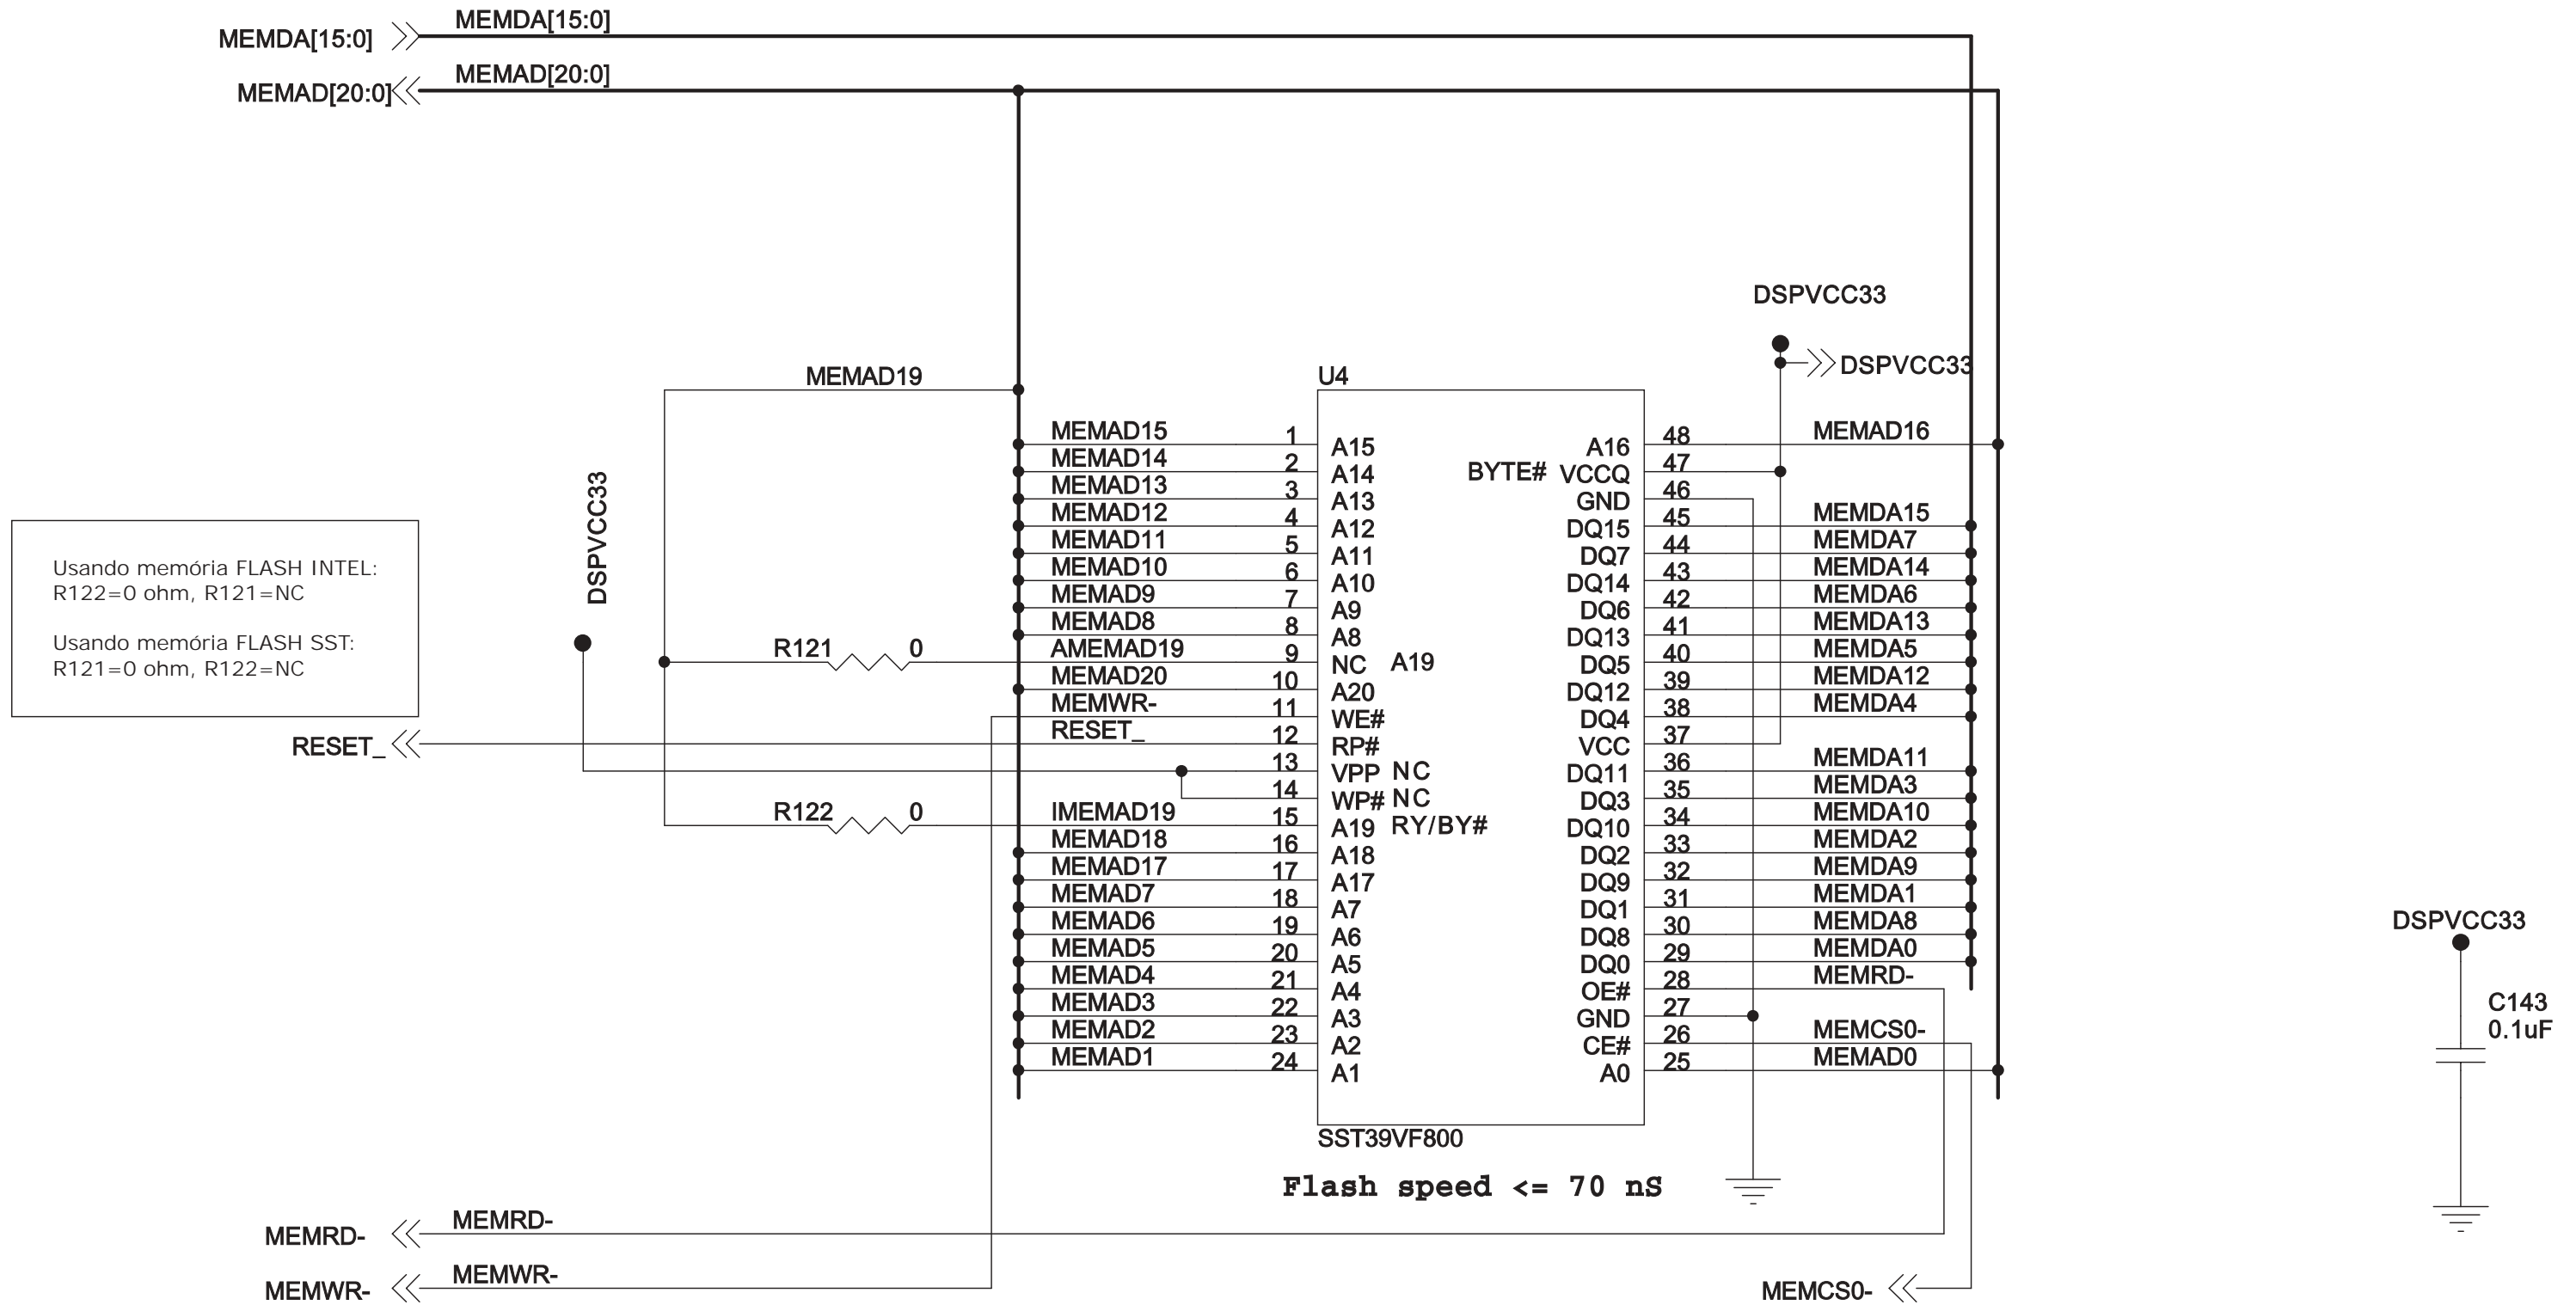 MEMDA[15:0]
MEMDA[15:0]
MEMAD[20:0]
MEMAD[20:0]
DSPVCC33
DSPVCC33
MEMAD19
U4
MEMAD15 1 A15
MEMAD14 2 A14
MEMAD13 3 A13
MEMAD12 4 A12
MEMAD11 5 A11
MEMAD10 6 A10
MEMAD9 7 A9
MEMAD8 8 A8
R121 0 AMEMAD19 9 NC A19
MEMAD20 10 A20
MEMWR- 11 WE#
RESET_ RESET_ 12 RP#
13 VPP NC
14 WP# NC
R122 0 IMEMAD19 15 A19 RY/BY#
MEMAD18 16 A18
MEMAD17 17 A17
MEMAD7 18 A7
MEMAD6 19 A6
MEMAD5 20 A5
MEMAD4 21 A4
MEMAD3 22 A3
MEMAD2 23 A2
MEMAD1 24 A1
A16 48 MEMAD16
BYTE# VCCQ 47
GND 46
DQ15 45 MEMDA15
DQ7 44 MEMDA7
DQ14 43 MEMDA14
DQ6 42 MEMDA6
DQ13 41 MEMDA13
DQ5 40 MEMDA5
DQ12 39 MEMDA12
DQ4 38 MEMDA4
VCC 37
DQ11 36 MEMDA11
DQ3 35 MEMDA3
DQ10 34 MEMDA10
DQ2 33 MEMDA2
DQ9 32 MEMDA9
DQ1 31 MEMDA1
DQ8 30 MEMDA8
DQ0 29 MEMDA0
OE# 28 MEMRD-
GND 27
CE# 26 MEMCS0-
A0 25 MEMAD0
DSPVCC33
Usando memória FLASH INTEL:
R122=0 ohm, R121=NC
Usando memória FLASH SST:
R121=0 ohm, R122=NC
SST39VF800
Flash speed <= 70 nS
DSPVCC33
C143
0.1uF
MEMRD-
MEMRD-
MEMWR-
MEMWR-
MEMCS0-